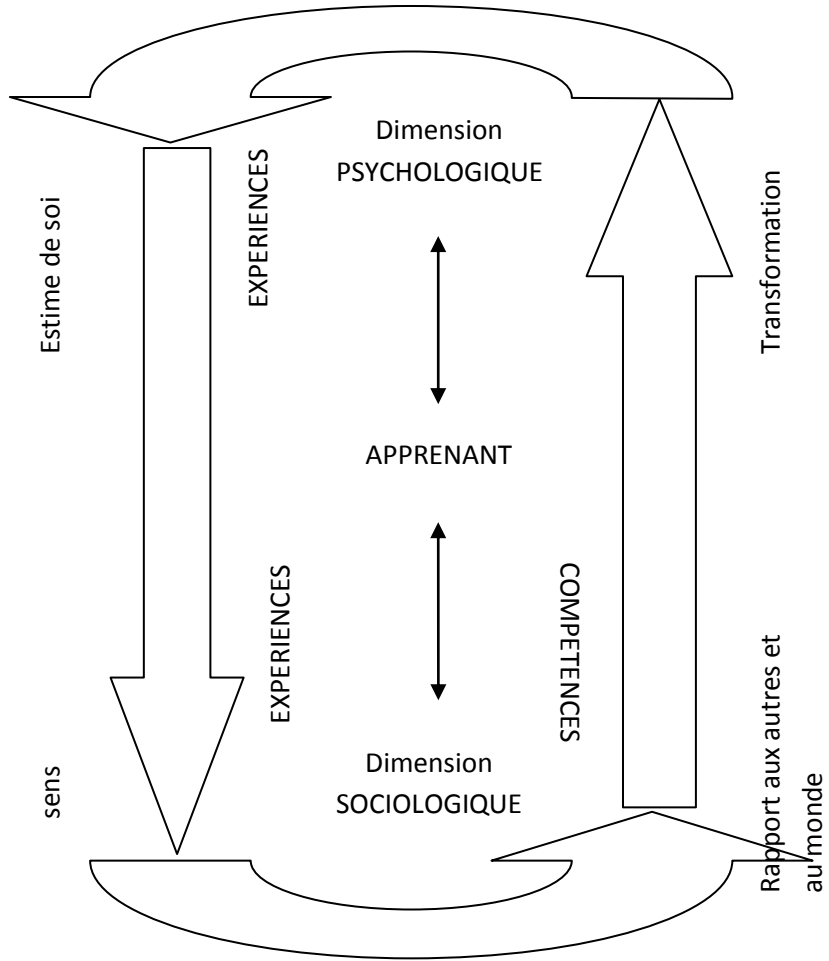 Dimension
PSYCHOLOGIQUE
Estime de soi
EXPERIENCES
Transformation
APPRENANT
EXPERIENCES
COMPETENCES
sens
Dimension
SOCIOLOGIQUE
Rapport aux autres et
au monde